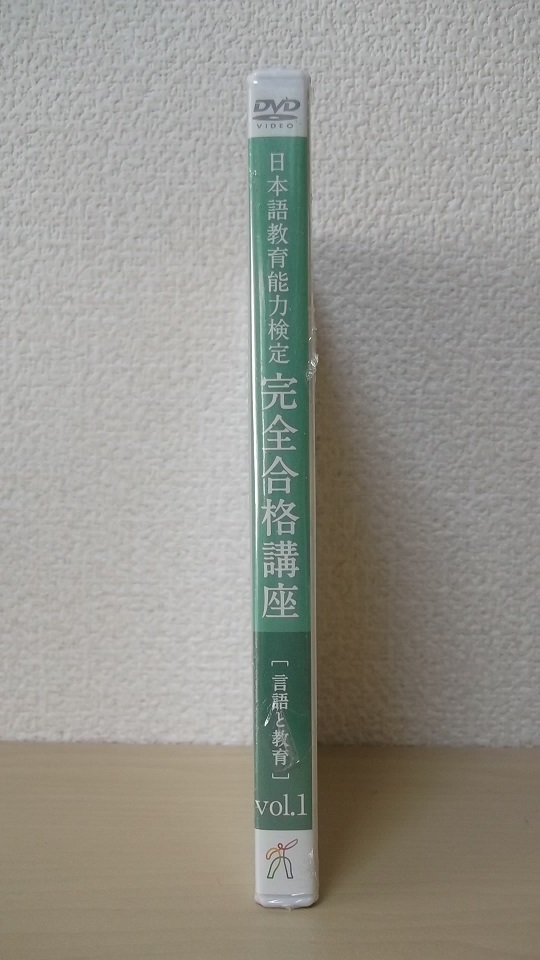 DVD
VIDEO
日本語教育能力検定
完全合格講座
[言語と教育]
vol.1